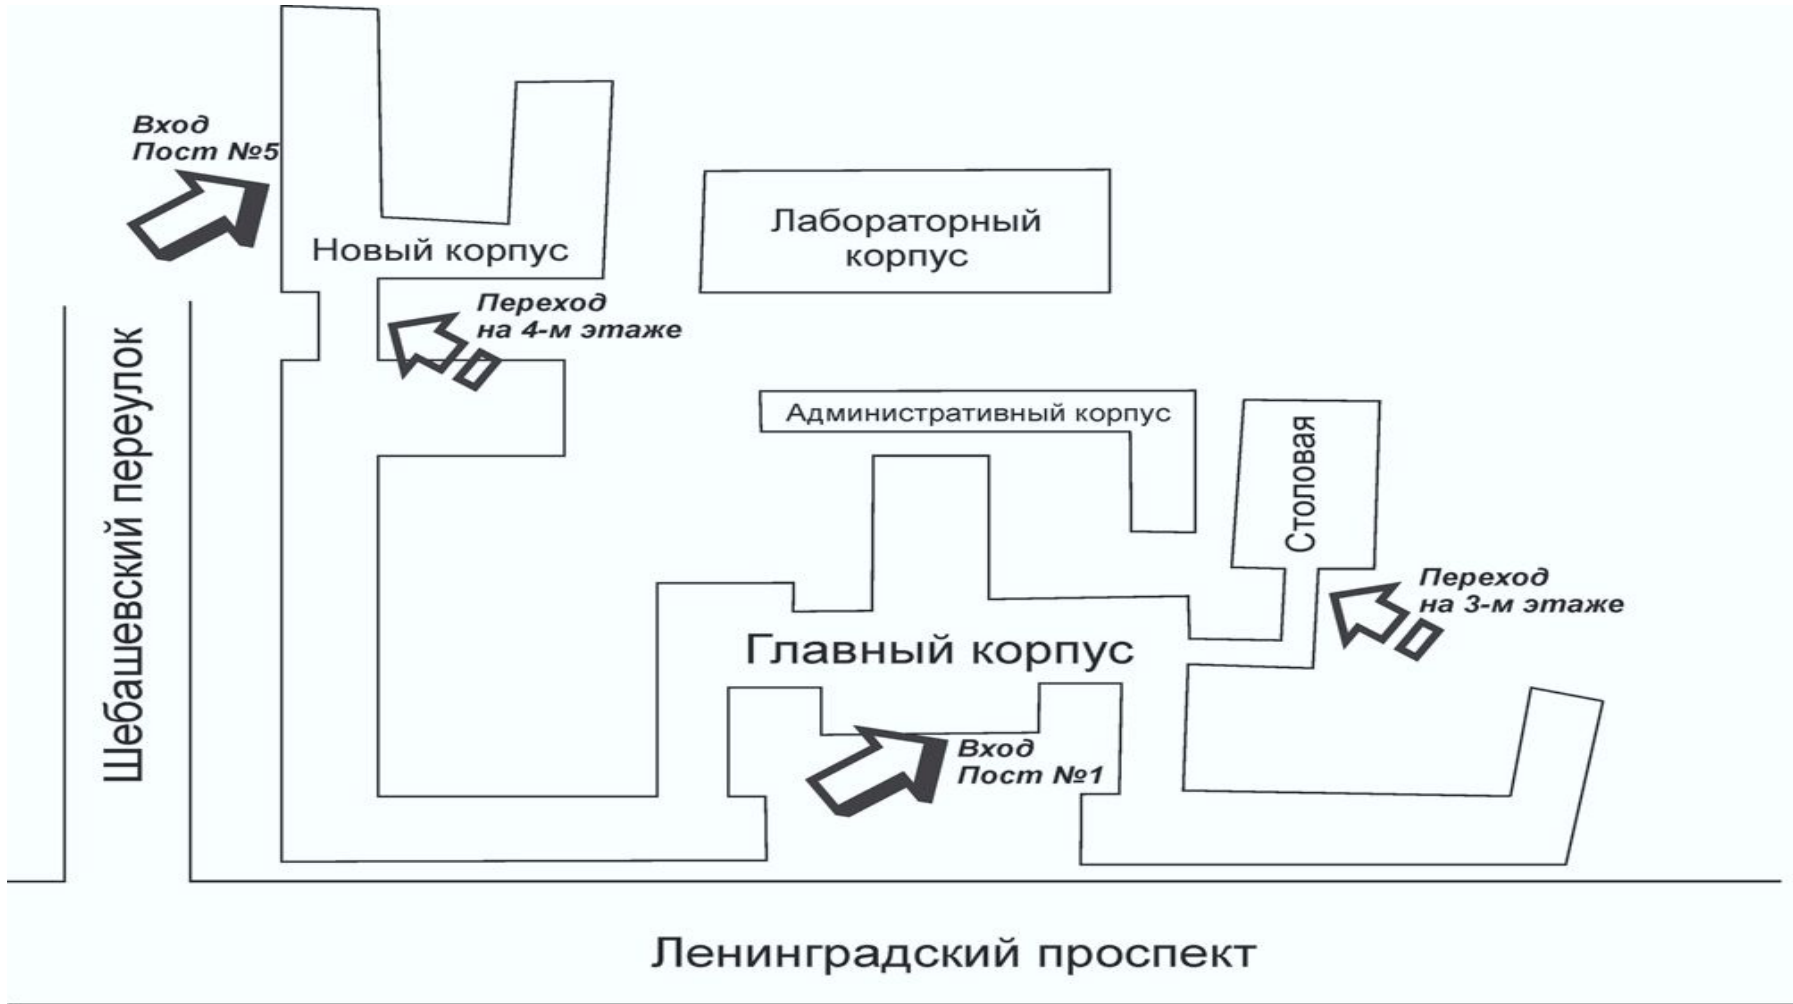 Вход
Пост №5
Новый корпус
Лабораторный
корпус
Переход
на 4-м этаже
Шебашевский переулок
Административный корпус
Столовая
Переход
на 3-м этаже
Главный корпус
Вход
Пост №1
Ленинградский проспект